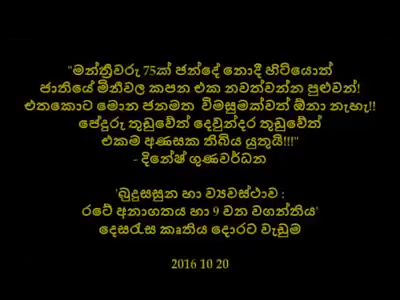 "මන්ත්‍රීවරු 75ක් ඡන්දේ නොදී හිටියොත්
ජාතියේ මිනීවල කපන එක නවත්වන්න පුළුවන්!
එතකොට මොන ජනමත විමසුමක්වත් ඕනා නැහැ!!
පේදුරු තුඩුවේත් දෙවුන්දර තුඩුවේත්
එකම අණසක තිබිය යුතුයි!!!"
- දිනේෂ් ගුණවර්ධන
'බුදුසසුන හා ව්‍යවස්ථාව ;
රටේ අනාගතය හා 9 වන වගන්තිය'
දෙසරැස කෘතිය දොරට වැඩුම
2016 10 20